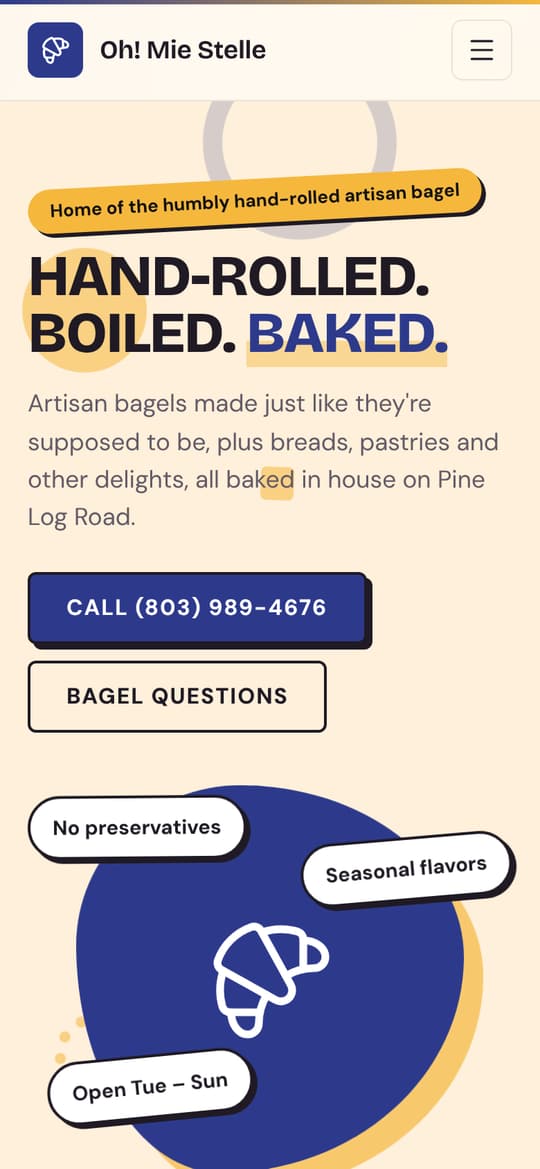 Oh! Mie Stelle
Home of the humbly hand-rolled artisan bagel
HAND-ROLLED.
BOILED. BAKED.
Artisan bagels made just like they're
supposed to be, plus breads, pastries and
other delights, all baked in house on Pine
Log Road.
CALL (803) 989-4676
BAGEL QUESTIONS
No preservatives
Seasonal flavors
Open Tue – Sun